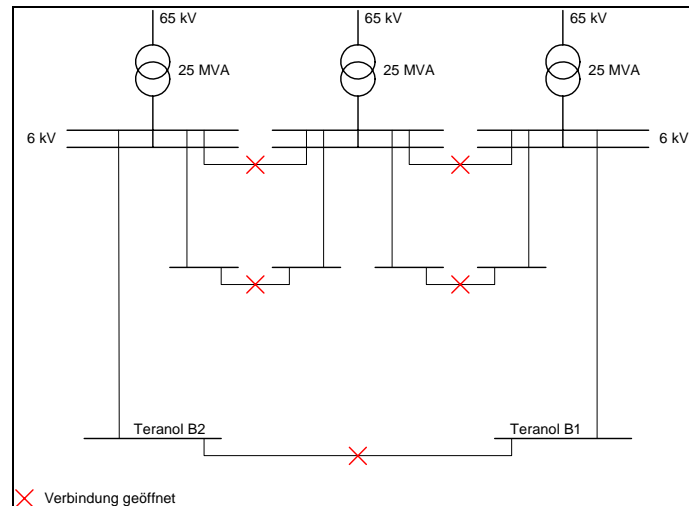 65 kV 65 kV 65 kV
25 MVA 25 MVA 25 MVA
6 kV 6 kV
Teranol B2 Teranol B1
Verbindung geöffnet